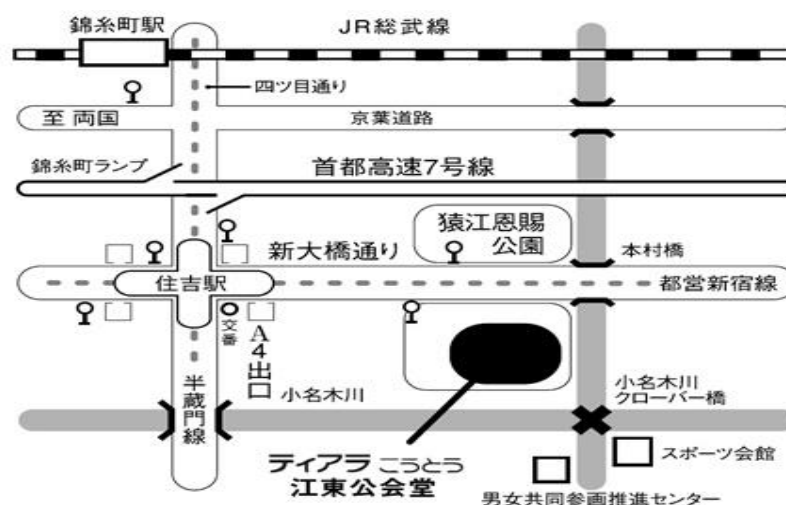 錦糸町駅
JR総武線
四ツ目通り
至 両国
京葉道路
錦糸町ランプ
首都高速7号線
猿江恩賜
公園
新大橋通り
本村橋
住吉駅
都営新宿線
交番
A4出口
半蔵門線
小名木川
小名木川
クローバー橋
ティアラ こうとう
江東公会堂
スポーツ会館
男女共同参画推進センター